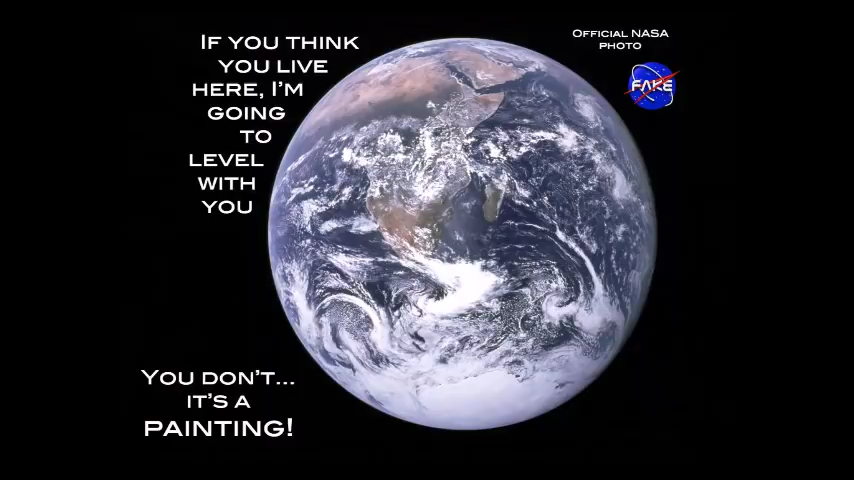 If you think
you live
here, I'm
going
to
level
with
you
Official NASA
photo
FAKE
You don't...
it's a
painting!